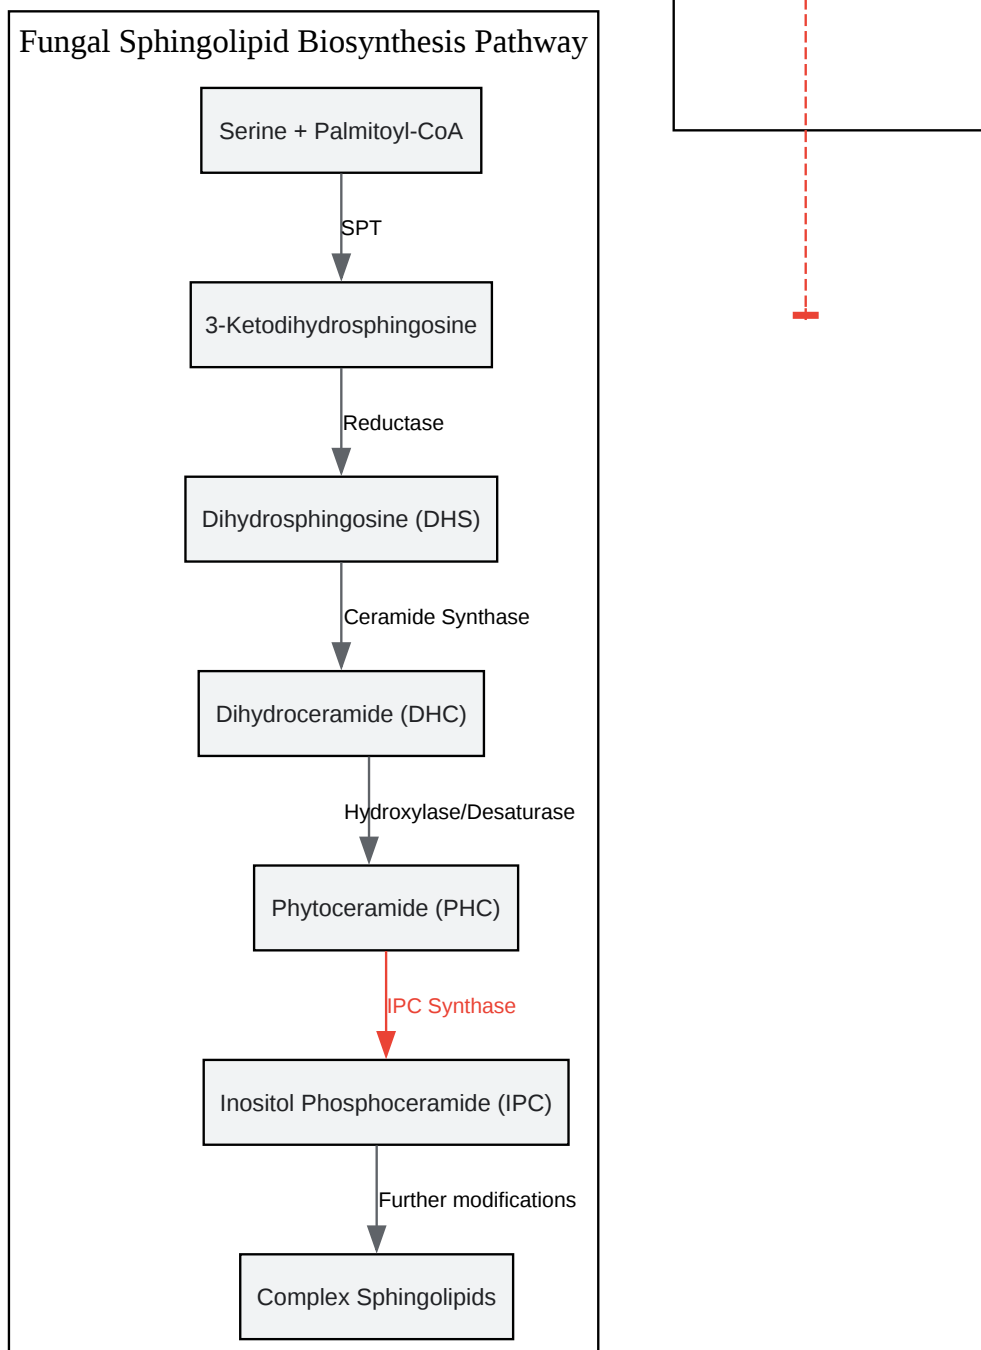 Fungal Sphingolipid Biosynthesis Pathway
Serine + Palmitoyl-CoA
SPT
3-Ketodihydrosphingosine
Reductase
Dihydrosphingosine (DHS)
Ceramide Synthase
Dihydroceramide (DHC)
Hydroxylase/Desaturase
Phytoceramide (PHC)
IPC Synthase
Inositol Phosphoceramide (IPC)
Further modifications
Complex Sphingolipids